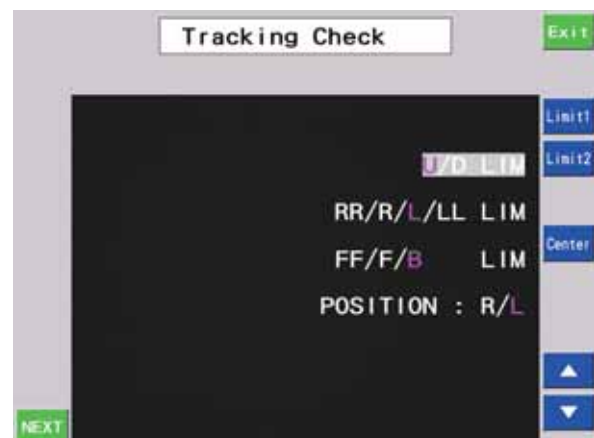 Tracking Check
Exit
Limit1
U/D LIM
Limit2
RR/R/L/LL LIM
FF/F/B LIM
Center
POSITION : R/L
NEXT